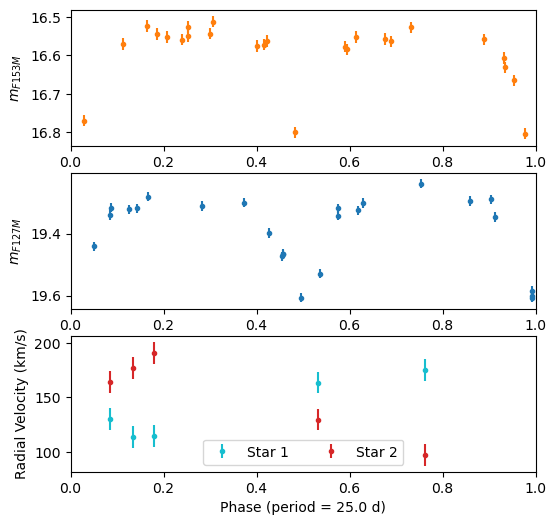 16.5
16.6
16.7
16.8
m_F153M
0.0 0.2 0.4 0.6 0.8 1.0
19.4
19.6
m_F127M
0.0 0.2 0.4 0.6 0.8 1.0
200
150
100
Radial Velocity (km/s)
Star 1 Star 2
0.0 0.2 0.4 0.6 0.8 1.0
Phase (period = 25.0 d)